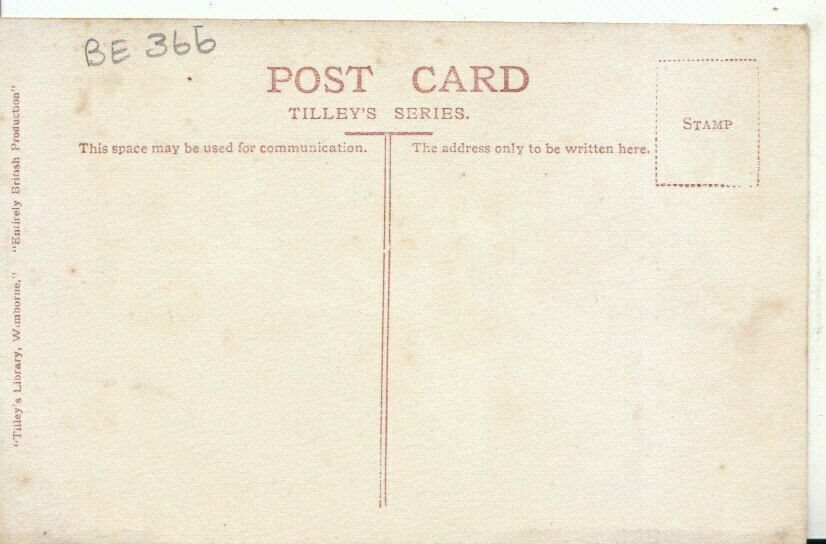 BE 366
POST CARD
TILLEY'S SERIES.
This space may be used for communication.
The address only to be written here.
STAMP
"Tilley's Library, Wimborne," "Entirely British Production"